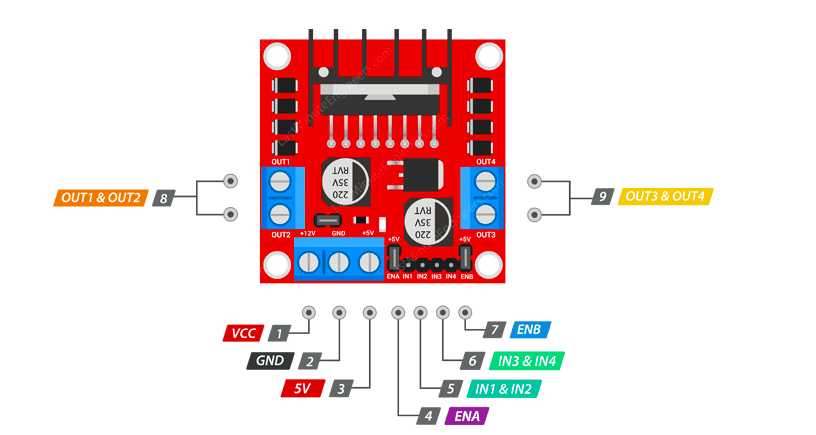 LastMinuteEngineers.com
OUT1
OUT4
220
35V
RVT
220
35V
RVT
OUT1 & OUT2 8
9 OUT3 & OUT4
OUT2
+12V GND +5V
OUT3
+5V +5V
ENA IN1 IN2 IN3 IN4 ENB
VCC 1
7 ENB
GND 2
6 IN3 & IN4
5V 3
5 IN1 & IN2
4 ENA